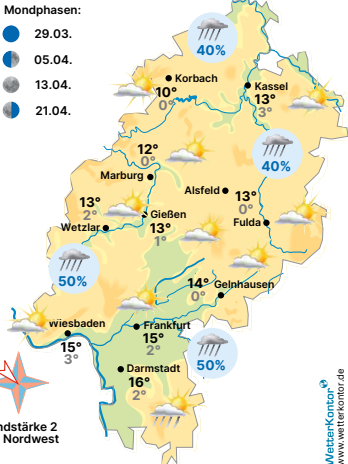 Mondphasen:
29.03.
05.04.
13.04.
21.04.
40%
Korbach
10°
0°
Kassel
13°
3°
40%
12°
0°
Marburg
Alsfeld
13°
0°
Fulda
13°
2°
Wetzlar
Gießen
13°
1°
50%
14°
0°
Gelnhausen
Wiesbaden
15°
3°
Frankfurt
15°
2°
50%
Darmstadt
16°
2°
ndstärke 2
Nordwest
WetterKontor
www.wetterkontor.de